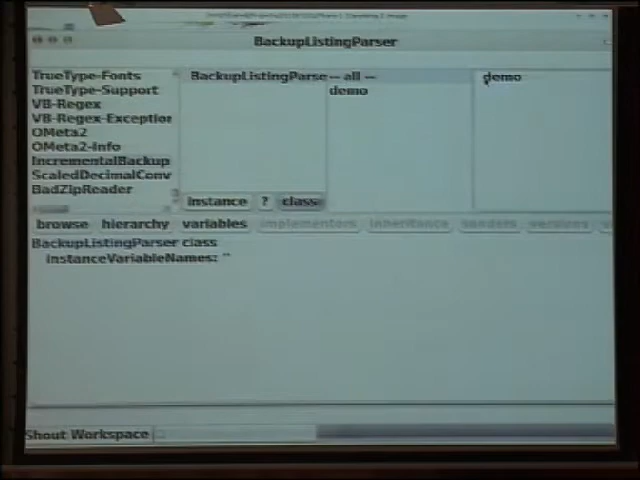 BackupListingParser
TrueType-Fonts
TrueType-Support
VB-Regex
VB-Regex-Exception
OMeta2
OMeta2-Info
IncrementalBackup
ScaledDecimalConv
BadZipReader
BackupListingParse
instance ? class
-- all --
demo
demo
browse hierarchy variables implementors inheritance senders versions
BackupListingParser class
instanceVariableNames: ''
Shout Workspace